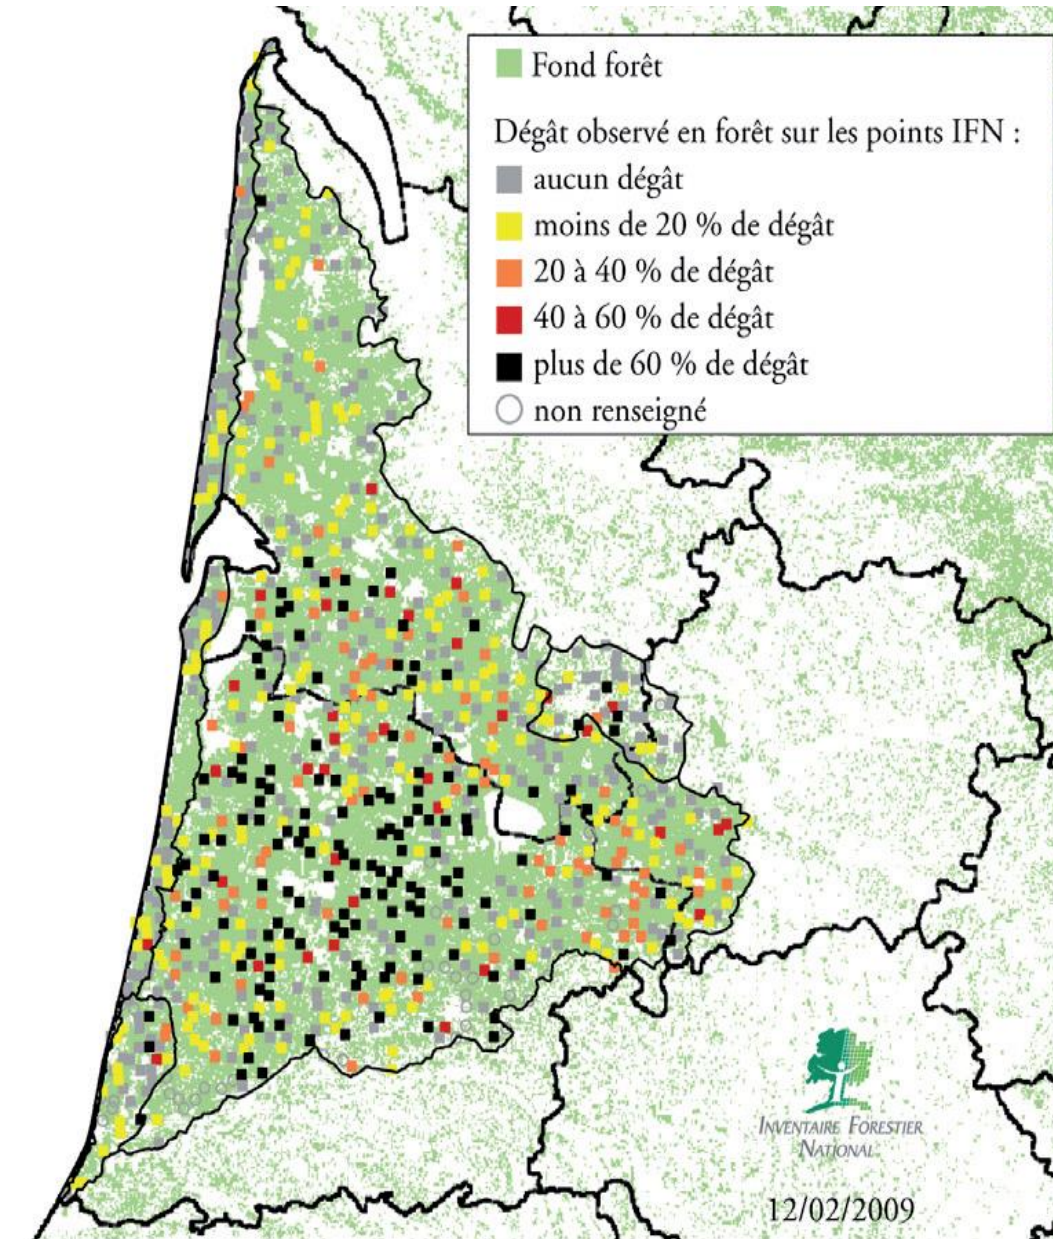 Fond forêt
Dégât observé en forêt sur les points IFN :
aucun dégât
moins de 20 % de dégât
20 à 40 % de dégât
40 à 60 % de dégât
plus de 60 % de dégât
non renseigné
INVENTAIRE FORESTIER
NATIONAL
12/02/2009